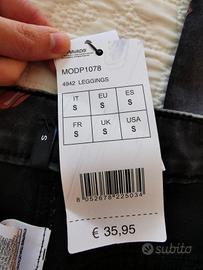 MODP1078
4942 LEGGINGS
IT EU ES
S S S
FR UK USA
S S S
8 052678 225034
€ 35,95
S
subito